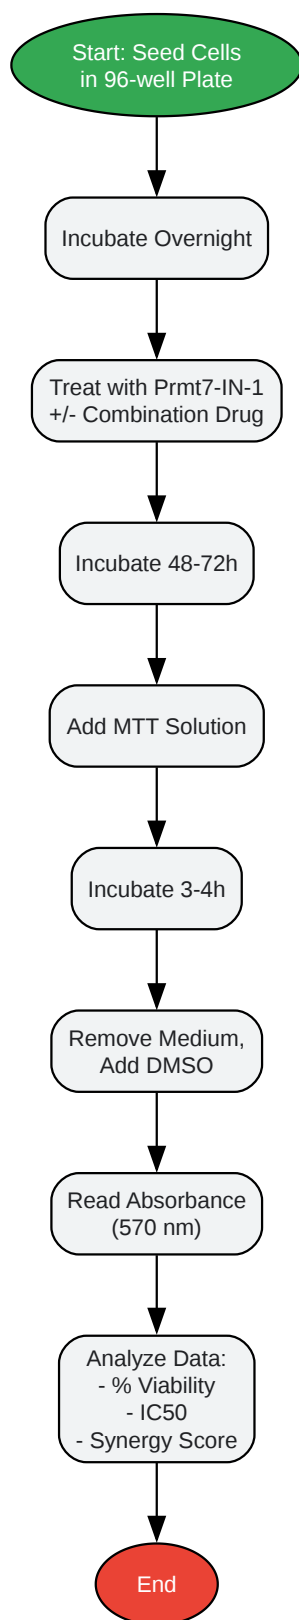 Start: Seed Cells
in 96-well Plate
Incubate Overnight
Treat with Prmt7-IN-1
+/- Combination Drug
Incubate 48-72h
Add MTT Solution
Incubate 3-4h
Remove Medium,
Add DMSO
Read Absorbance
(570 nm)
Analyze Data:
- % Viability
- IC50
- Synergy Score
End